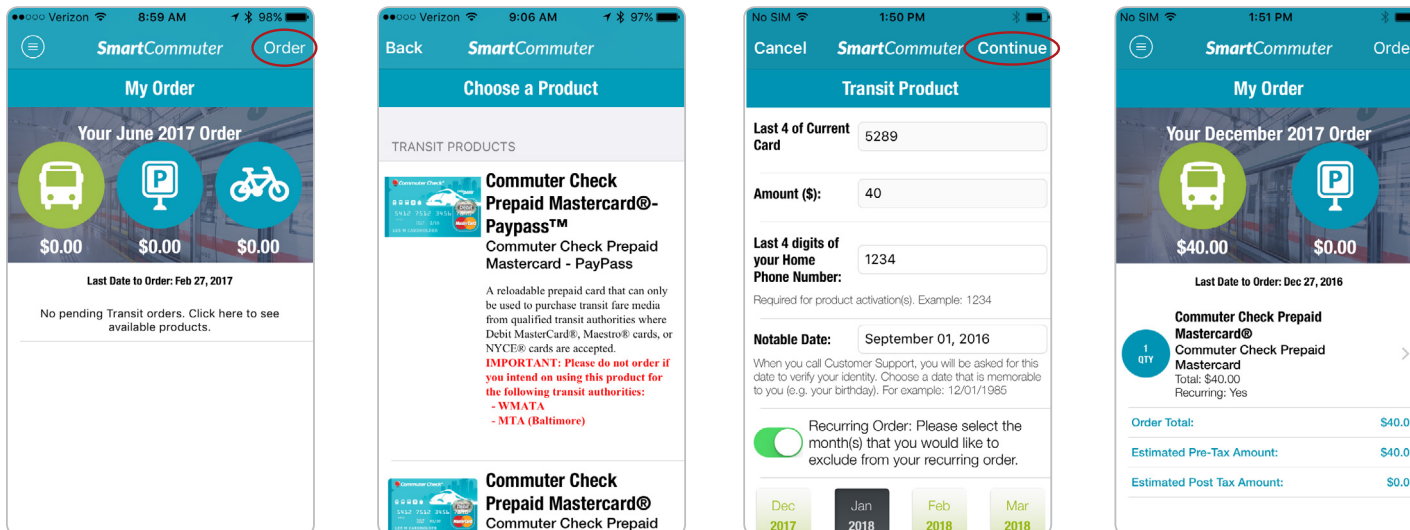 ●●○○○ Verizon 8:59 AM 98%
SmartCommuter Order
My Order
Your June 2017 Order
P
$0.00 $0.00 $0.00
Last Date to Order: Feb 27, 2017
No pending Transit orders. Click here to see
available products.
●●○○○ Verizon 9:06 AM 97%
Back SmartCommuter
Choose a Product
TRANSIT PRODUCTS
Commuter Check
Prepaid Mastercard®-
Paypass™
Commuter Check Prepaid
Mastercard - PayPass
A reloadable prepaid card that can only
be used to purchase transit fare media
from qualified transit authorities where
Debit MasterCard®, Maestro® cards, or
NYCE® cards are accepted.
IMPORTANT: Please do not order if
you intend on using this product for
the following transit authorities:
- WMATA
- MTA (Baltimore)
Commuter Check
Prepaid Mastercard®
Commuter Check Prepaid
No SIM 1:50 PM
Cancel SmartCommuter Continue
Transit Product
Last 4 of Current
Card
5289
Amount ($): 40
Last 4 digits of
your Home
Phone Number:
1234
Required for product activation(s). Example: 1234
Notable Date: September 01, 2016
When you call Customer Support, you will be asked for this
date to verify your identity. Choose a date that is memorable
to you (e.g. your birthday). For example: 12/01/1985
Recurring Order: Please select the
month(s) that you would like to
exclude from your recurring order.
Dec Jan Feb Mar
2017 2018 2018 2018
No SIM 1:51 PM
SmartCommuter Orde
My Order
Your December 2017 Order
P
$40.00 $0.00
Last Date to Order: Dec 27, 2016
1
QTY
Commuter Check Prepaid
Mastercard®
Commuter Check Prepaid
Mastercard
Total: $40.00
Recurring: Yes
Order Total: $40.0
Estimated Pre-Tax Amount: $40.0
Estimated Post Tax Amount: $0.0